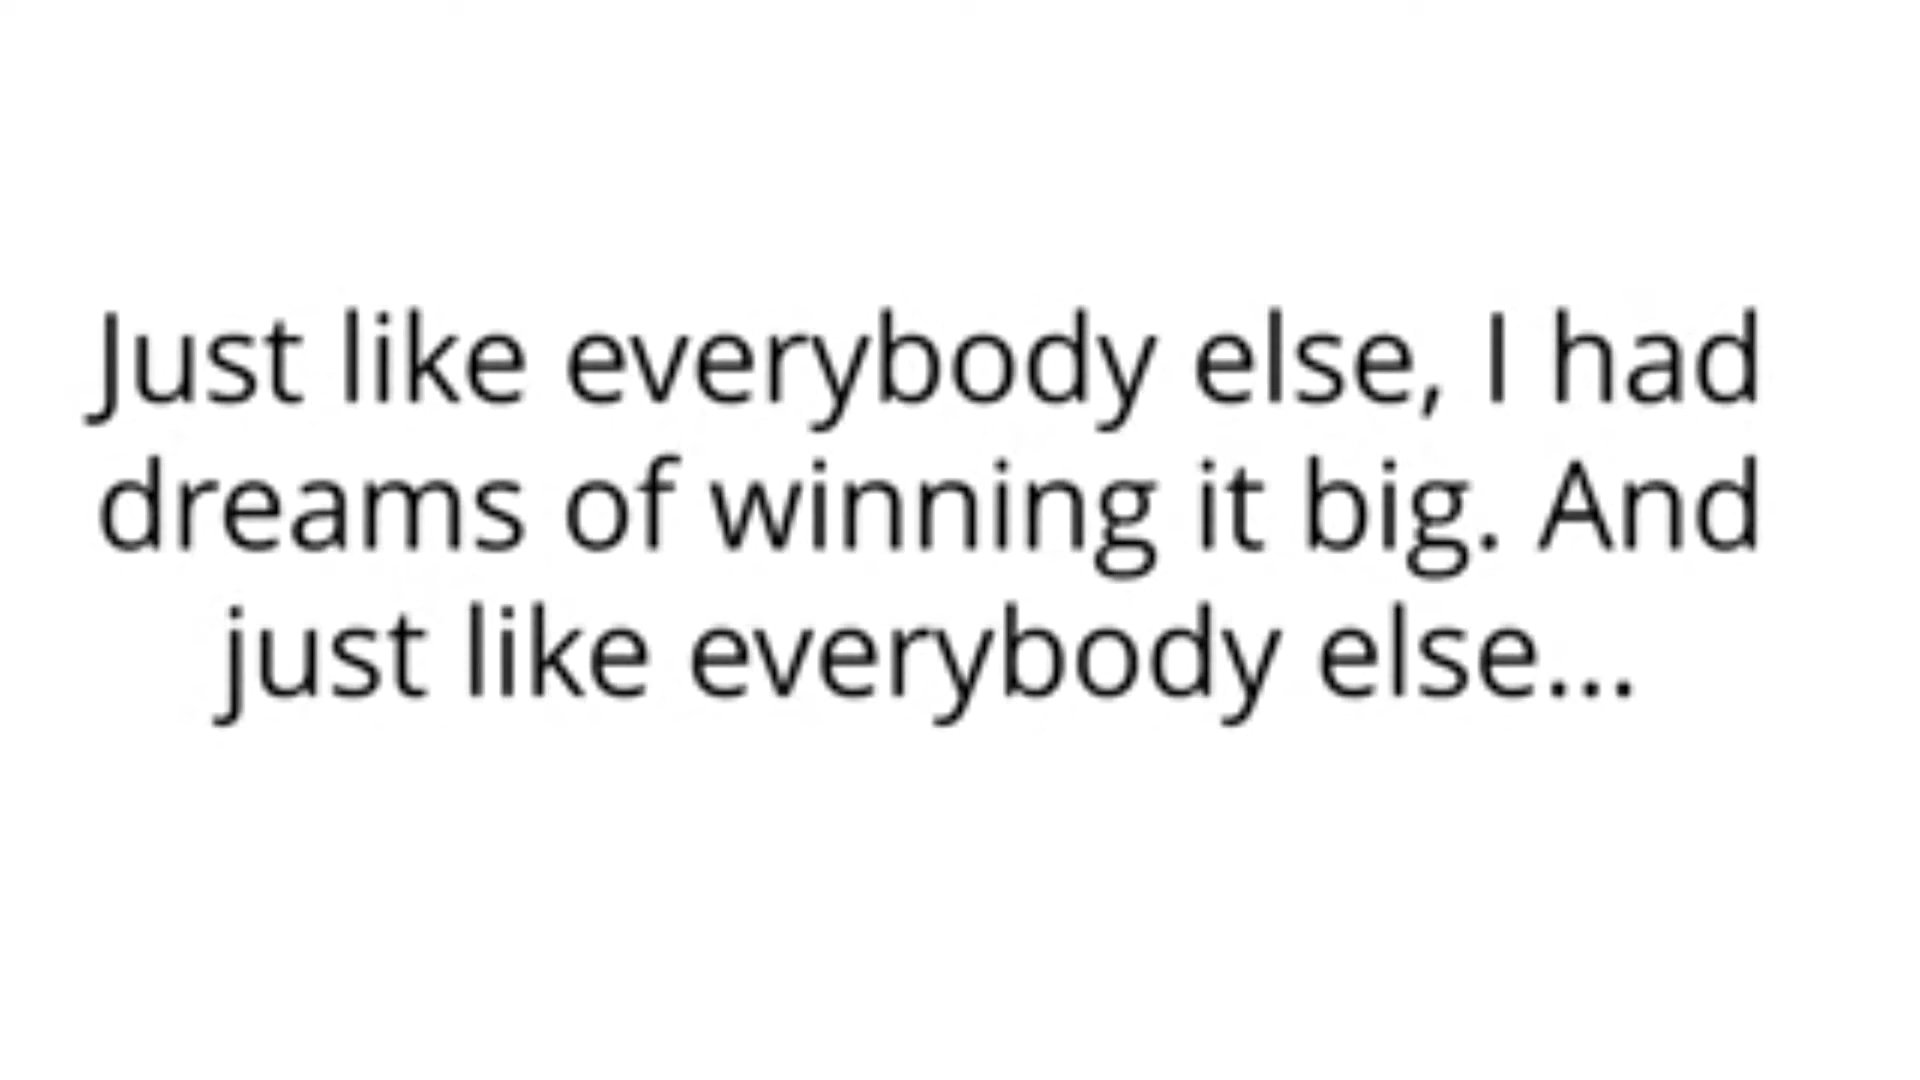 Just like everybody else, I had
dreams of winning it big. And
just like everybody else...